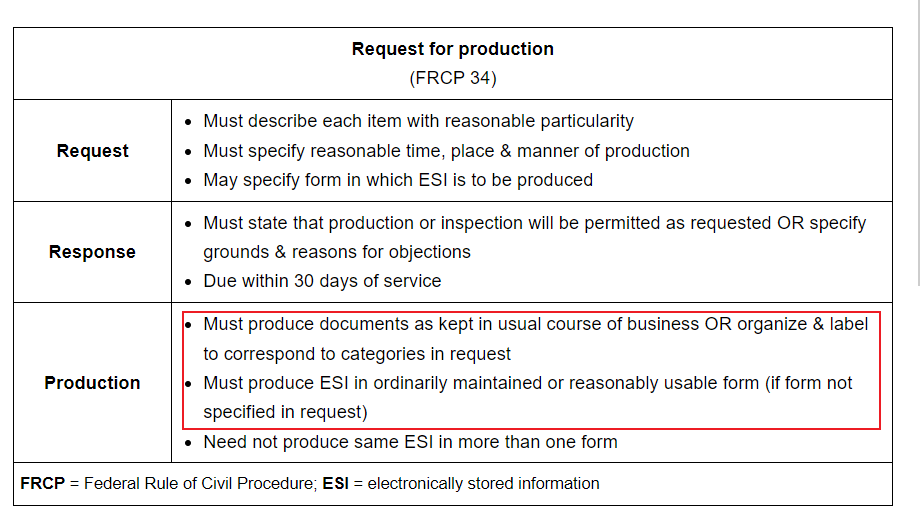 Request for production
(FRCP 34)
Request
• Must describe each item with reasonable particularity
• Must specify reasonable time, place & manner of production
• May specify form in which ESI is to be produced
Response
• Must state that production or inspection will be permitted as requested OR specify
grounds & reasons for objections
• Due within 30 days of service
Production
• Must produce documents as kept in usual course of business OR organize & label
to correspond to categories in request
• Must produce ESI in ordinarily maintained or reasonably usable form (if form not
specified in request)
• Need not produce same ESI in more than one form
FRCP = Federal Rule of Civil Procedure; ESI = electronically stored information